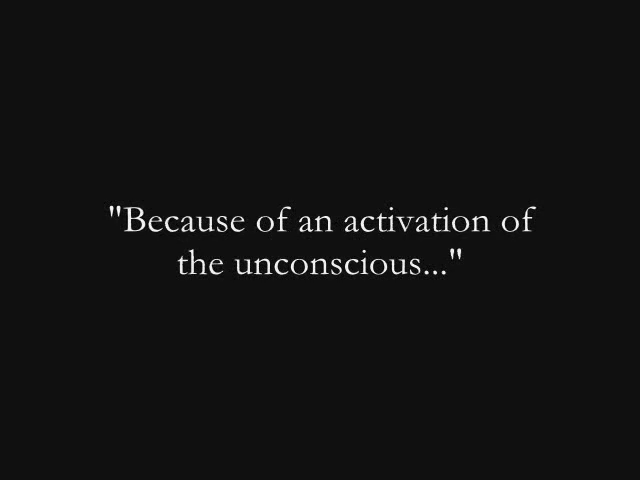 "Because of an activation of
the unconscious..."